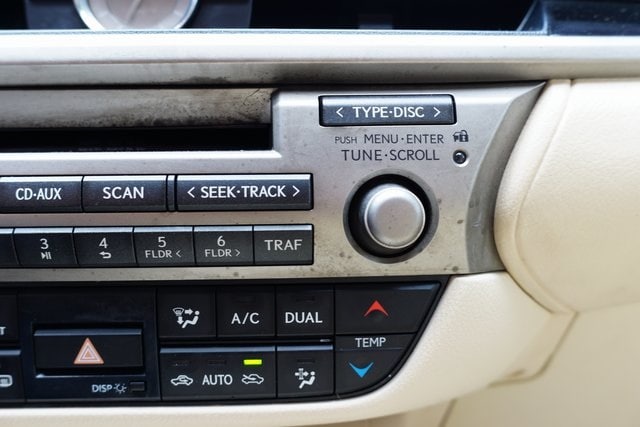 < TYPE·DISC >
PUSH MENU·ENTER
TUNE·SCROLL
CD·AUX SCAN < SEEK·TRACK >
3 4 5 6 TRAF
FLDR < FLDR >
A/C DUAL
TEMP
AUTO
DISP